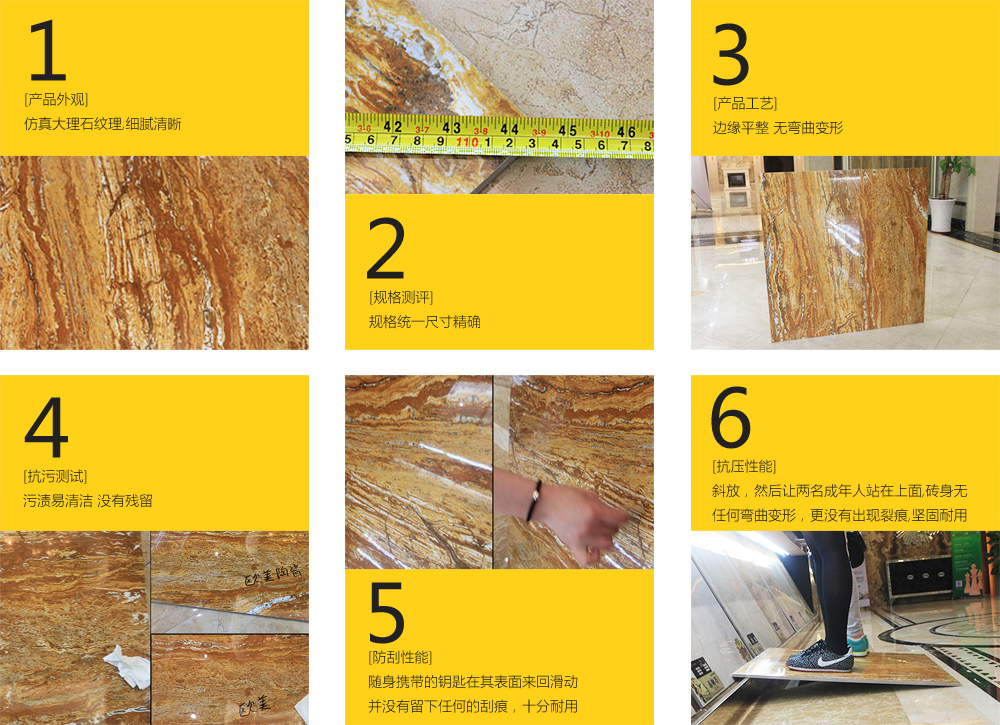 1
[产品外观]
仿真大理石纹理,细腻清晰
3-6 42 3-7 43 3-8 44 3-9 45 3-10 46 3
5 6 7 8 9 110 1 2 3 4 5 6 7 8
2
[规格测评]
规格统一尺寸精确
3
[产品工艺]
边缘平整 无弯曲变形
4
[抗污测试]
污渍易清洁 没有残留
欧美陶瓷
欧美
5
[防刮性能]
随身携带的钥匙在其表面来回滑动
并没有留下任何的刮痕，十分耐用
6
[抗压性能]
斜放，然后让两名成年人站在上面,砖身无
任何弯曲变形，更没有出现裂痕,坚固耐用